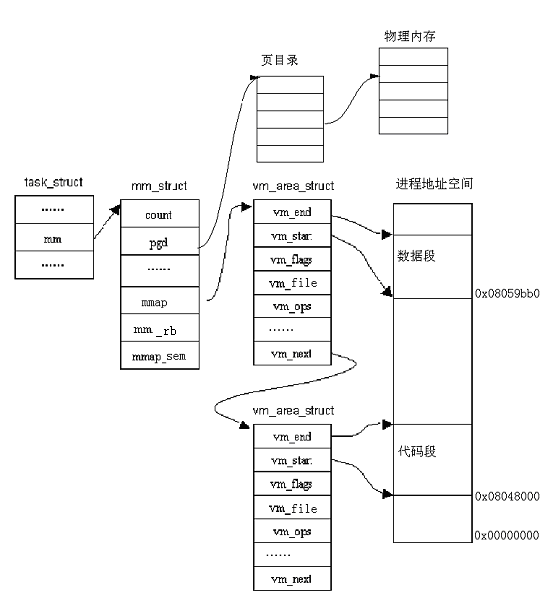 物理内存
页目录
task_struct
……
mm
……
mm_struct
count
pgd
……
mmap
mm_rb
mmap_sem
vm_area_struct
vm_end
vm_start
vm_flags
vm_file
vm_ops
……
vm_next
进程地址空间
数据段
0x08059bb0
代码段
0x08048000
0x00000000
vm_area_struct
vm_end
vm_start
vm_flags
vm_file
vm_ops
……
vm_next